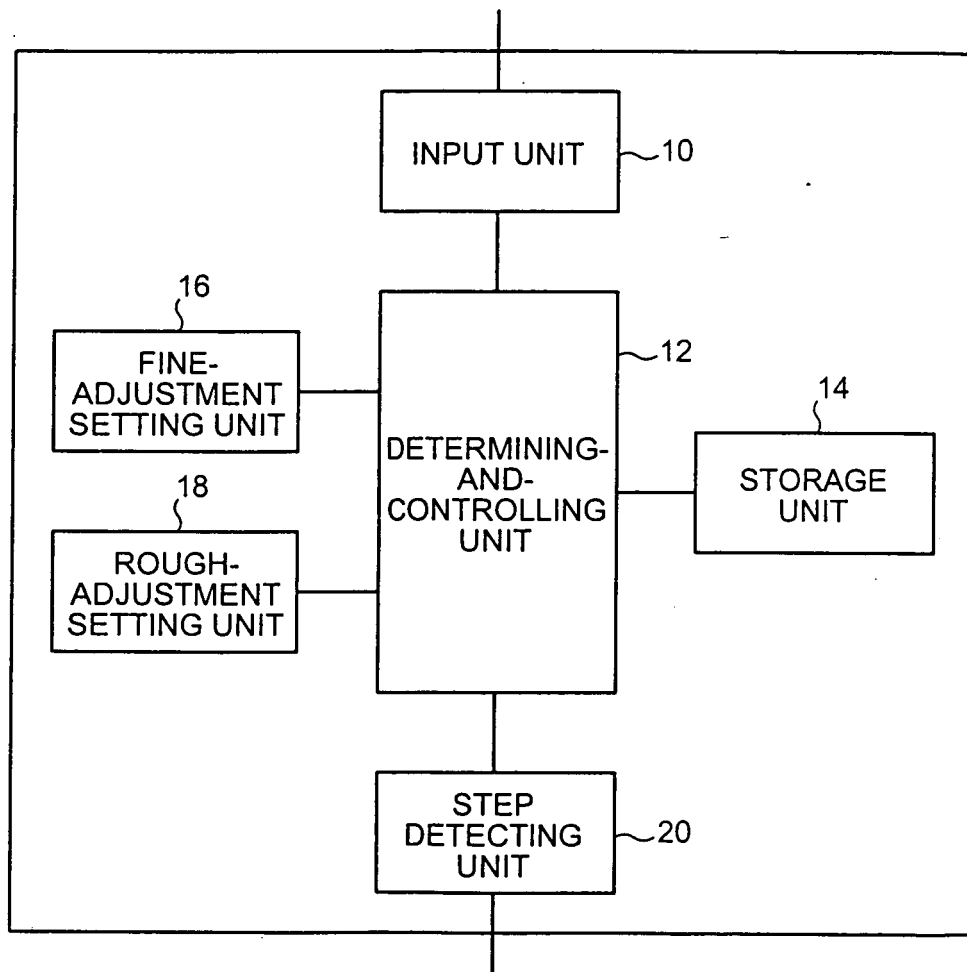 INPUT UNIT
10
16
FINE-
ADJUSTMENT
SETTING UNIT
12
14
DETERMINING-
AND-
CONTROLLING
UNIT
STORAGE
UNIT
18
ROUGH-
ADJUSTMENT
SETTING UNIT
STEP
DETECTING
UNIT
20